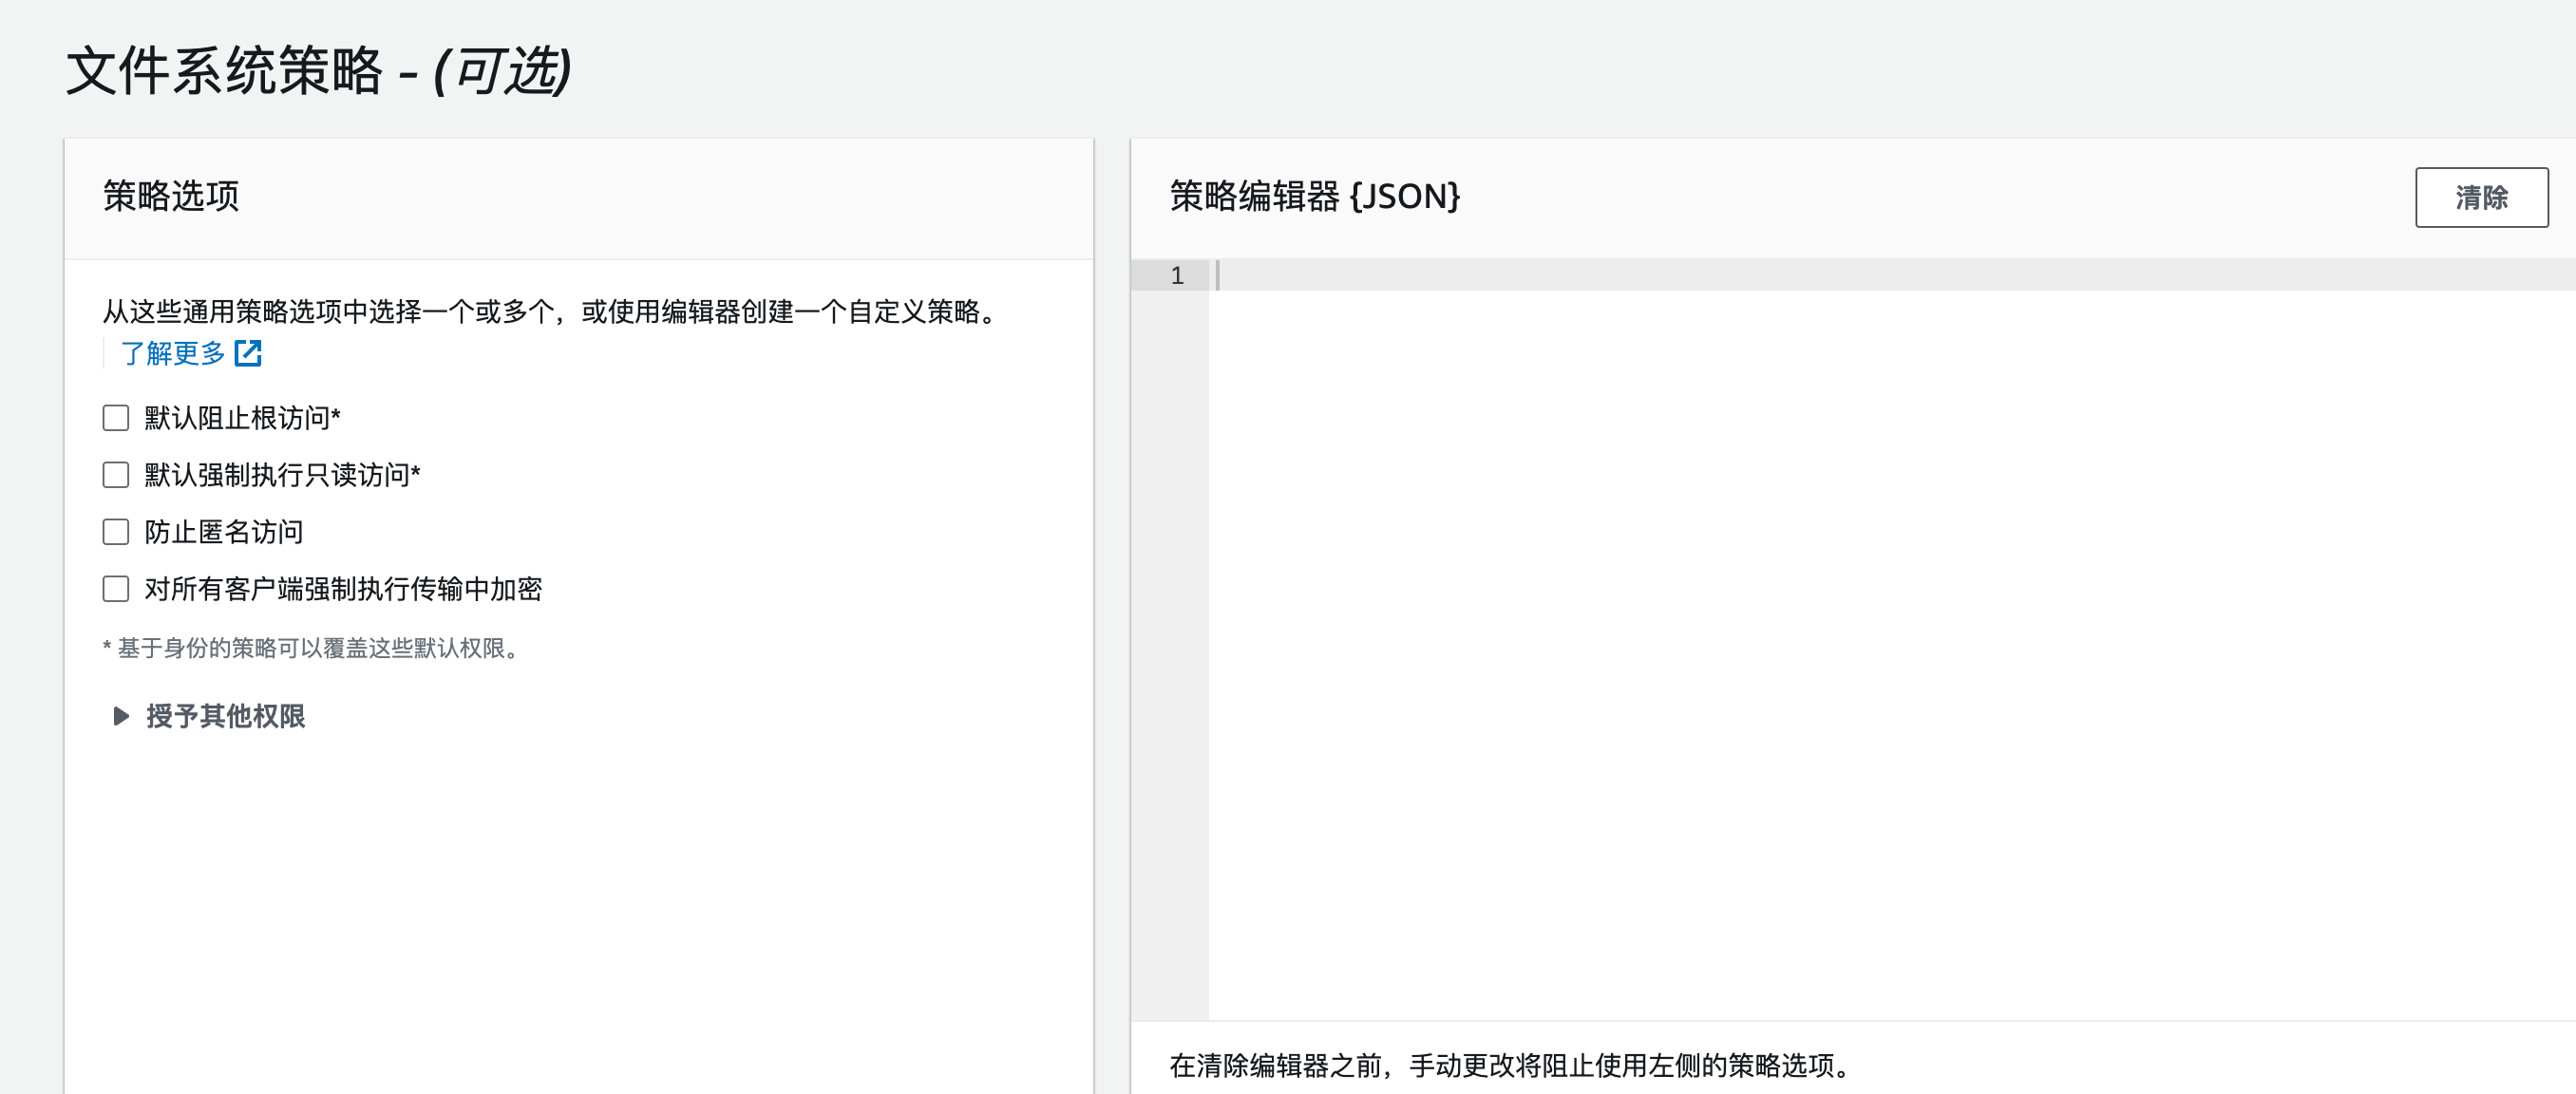 文件系统策略 - (可选)
策略选项
从这些通用策略选项中选择一个或多个，或使用编辑器创建一个自定义策略。
了解更多
默认阻止根访问*
默认强制执行只读访问*
防止匿名访问
对所有客户端强制执行传输中加密
* 基于身份的策略可以覆盖这些默认权限。
授予其他权限
策略编辑器 {JSON}
清除
1
在清除编辑器之前，手动更改将阻止使用左侧的策略选项。